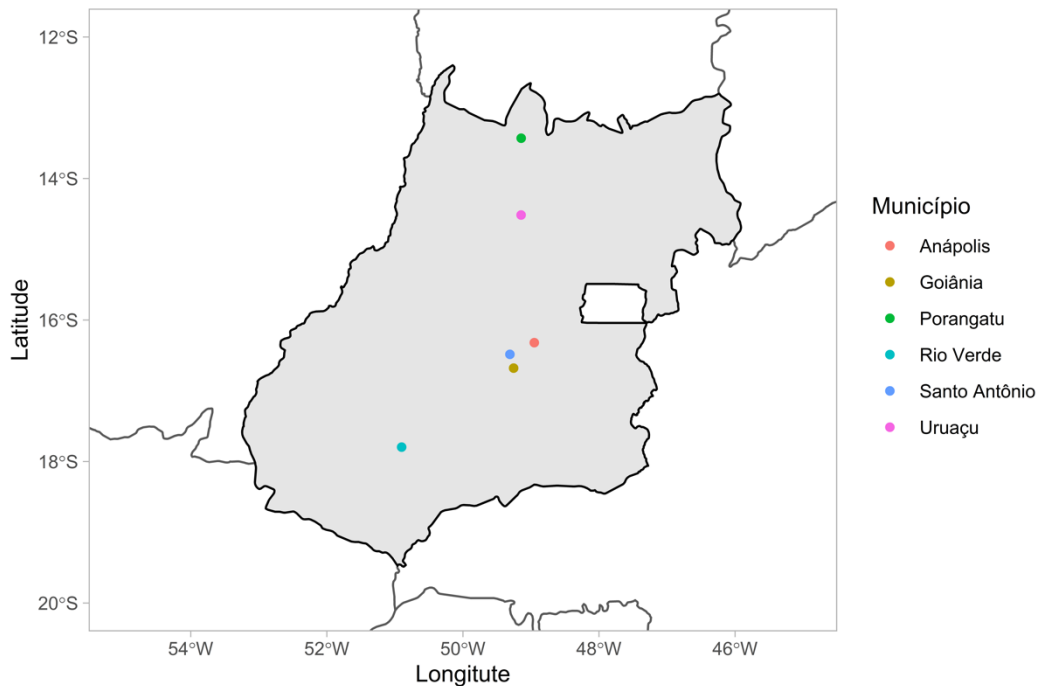 12°S
14°S
16°S
18°S
20°S
Latitude
54°W
52°W
50°W
48°W
46°W
Longitute
Município
Anápolis
Goiânia
Porangatu
Rio Verde
Santo Antônio
Uruaçu